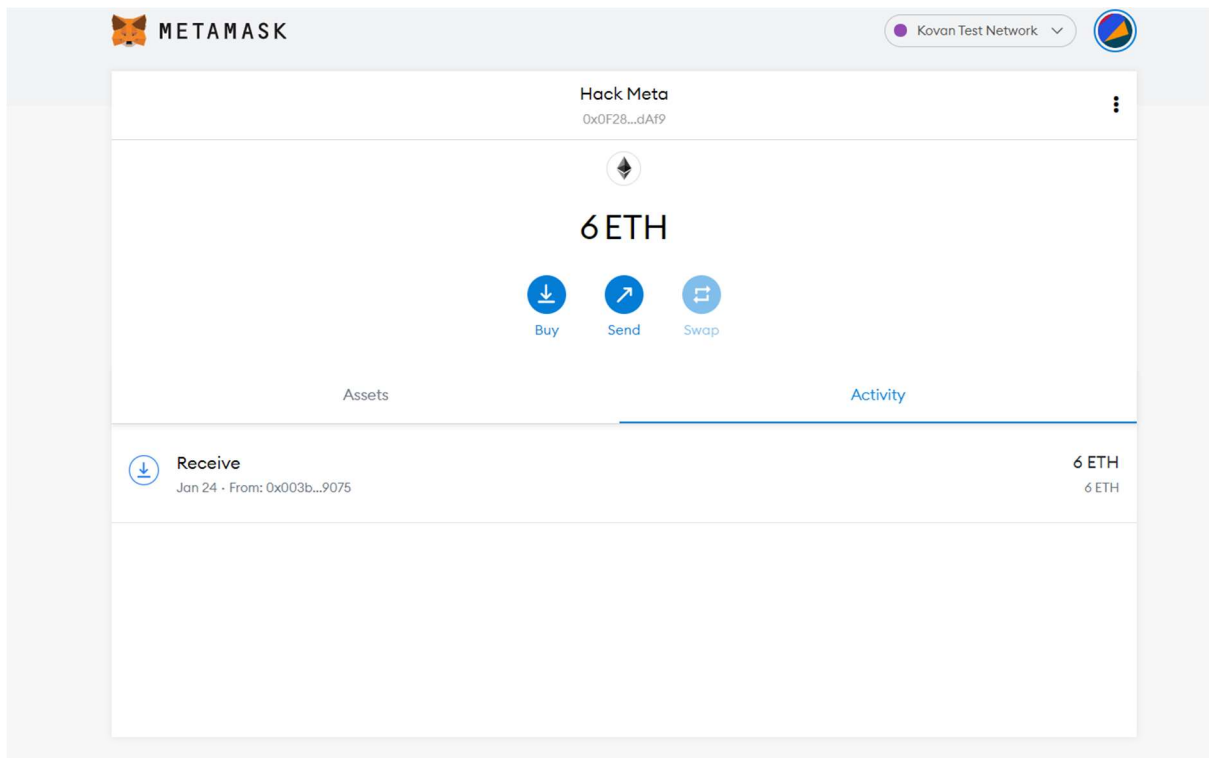 METAMASK
Kovan Test Network
Hack Meta
0x0F28...dAf9
6 ETH
Buy Send Swap
Assets Activity
Receive 6 ETH
Jan 24 · From: 0x003b...9075 6 ETH